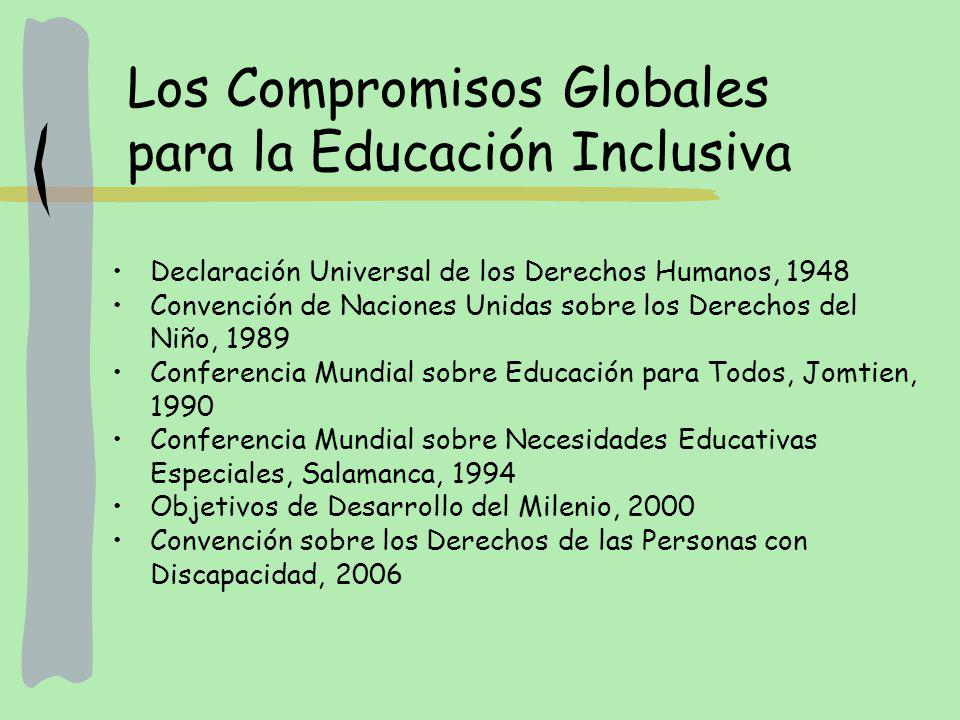 Los Compromisos Globales
para la Educación Inclusiva
• Declaración Universal de los Derechos Humanos, 1948
• Convención de Naciones Unidas sobre los Derechos del
Niño, 1989
• Conferencia Mundial sobre Educación para Todos, Jomtien,
1990
• Conferencia Mundial sobre Necesidades Educativas
Especiales, Salamanca, 1994
• Objetivos de Desarrollo del Milenio, 2000
• Convención sobre los Derechos de las Personas con
Discapacidad, 2006